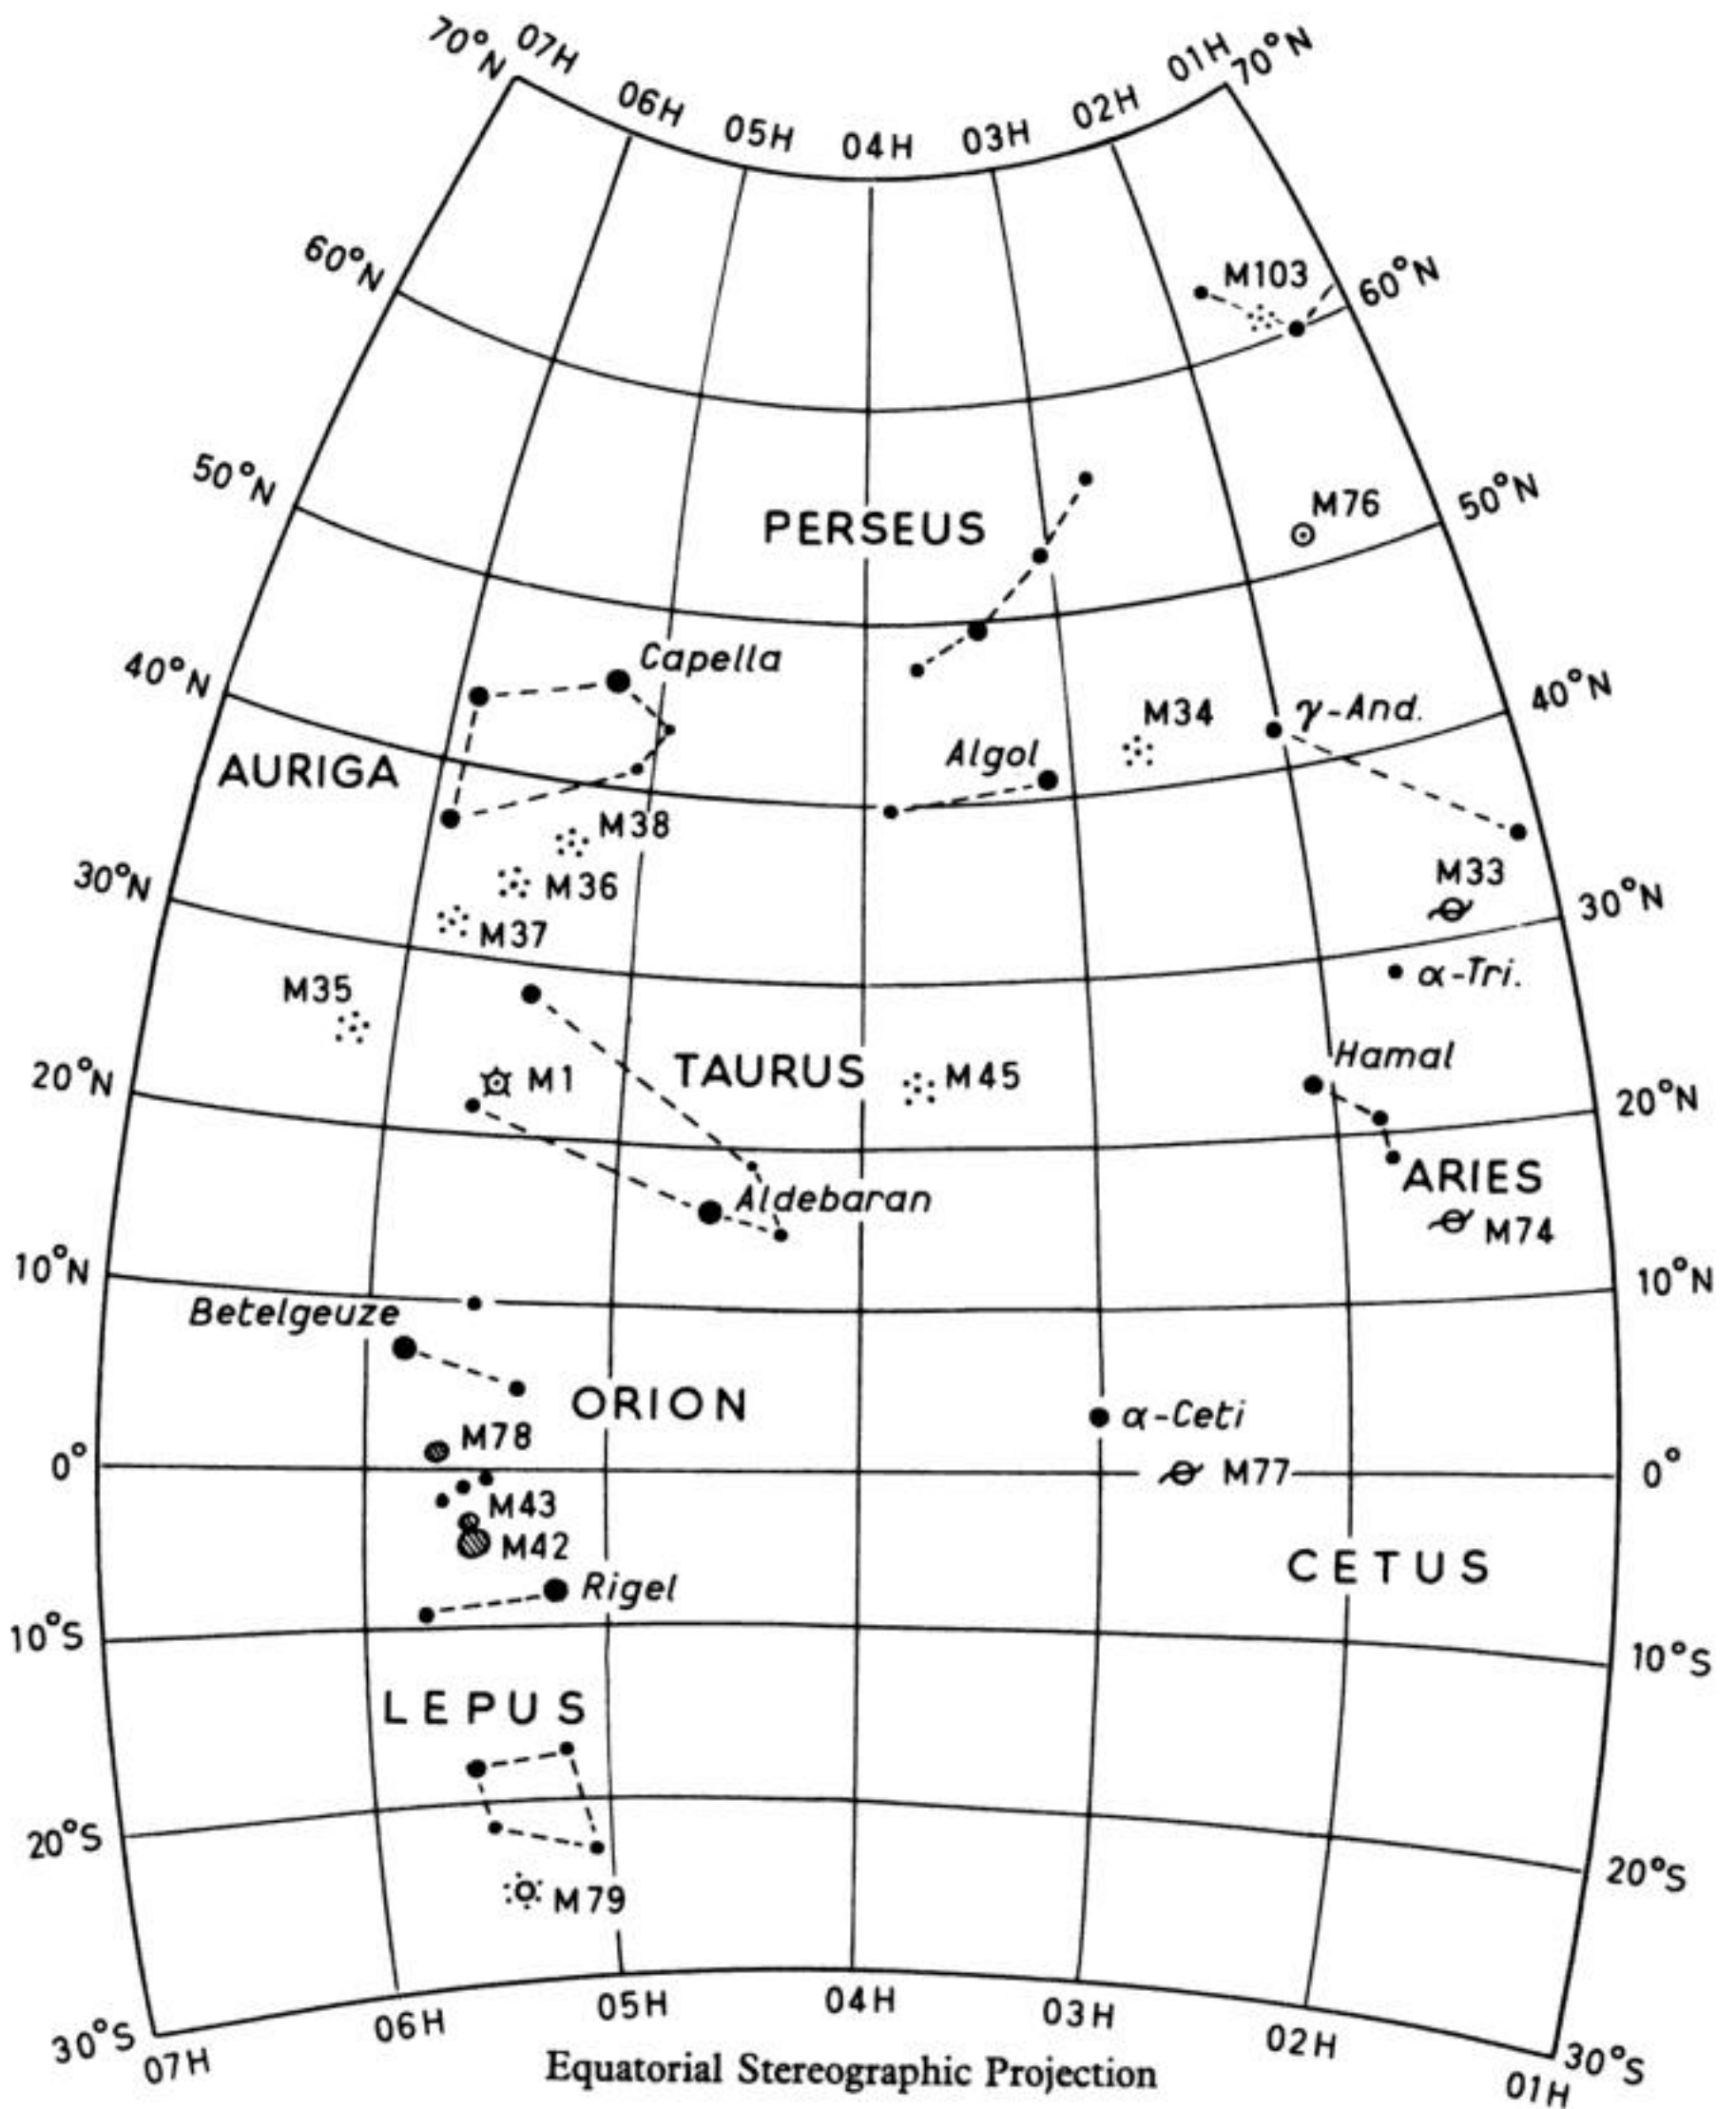 70°N 07H 06H 05H 04H 03H 02H 01H 70°N
60°N M103 60°N
50°N PERSEUS M76 50°N
40°N Capella M34 γ-And. 40°N
AURIGA Algol
M38
30°N M36 M33 30°N
M37
M35 α-Tri.
20°N M1 TAURUS M45 Hamal 20°N
Aldebaran ARIES
M74
10°N 10°N
Betelgeuze
ORION α-Ceti
M78
0° M77 0°
M43
M42 CETUS
Rigel
10°S 10°S
LEPUS
20°S 20°S
M79
30°S 07H 06H 05H 04H 03H 02H 01H 30°S
Equatorial Stereographic Projection